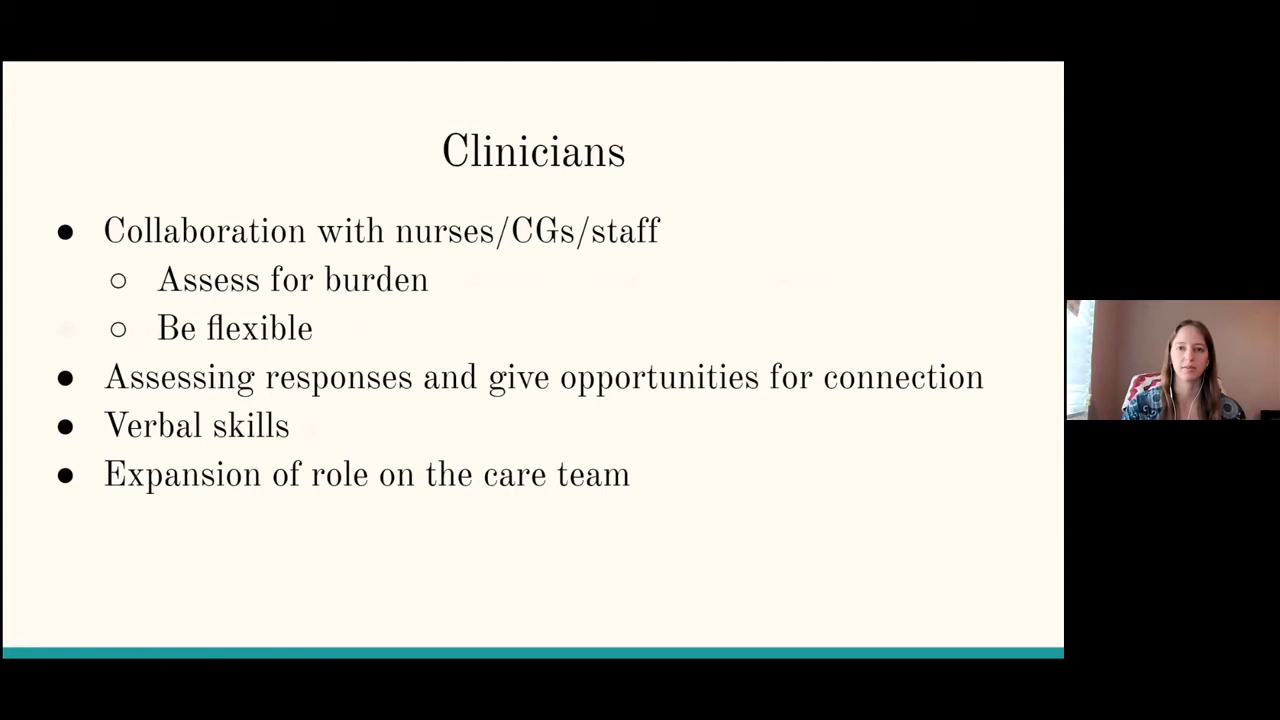 Clinicians
● Collaboration with nurses/CGs/staff
○ Assess for burden
○ Be flexible
● Assessing responses and give opportunities for connection
● Verbal skills
● Expansion of role on the care team